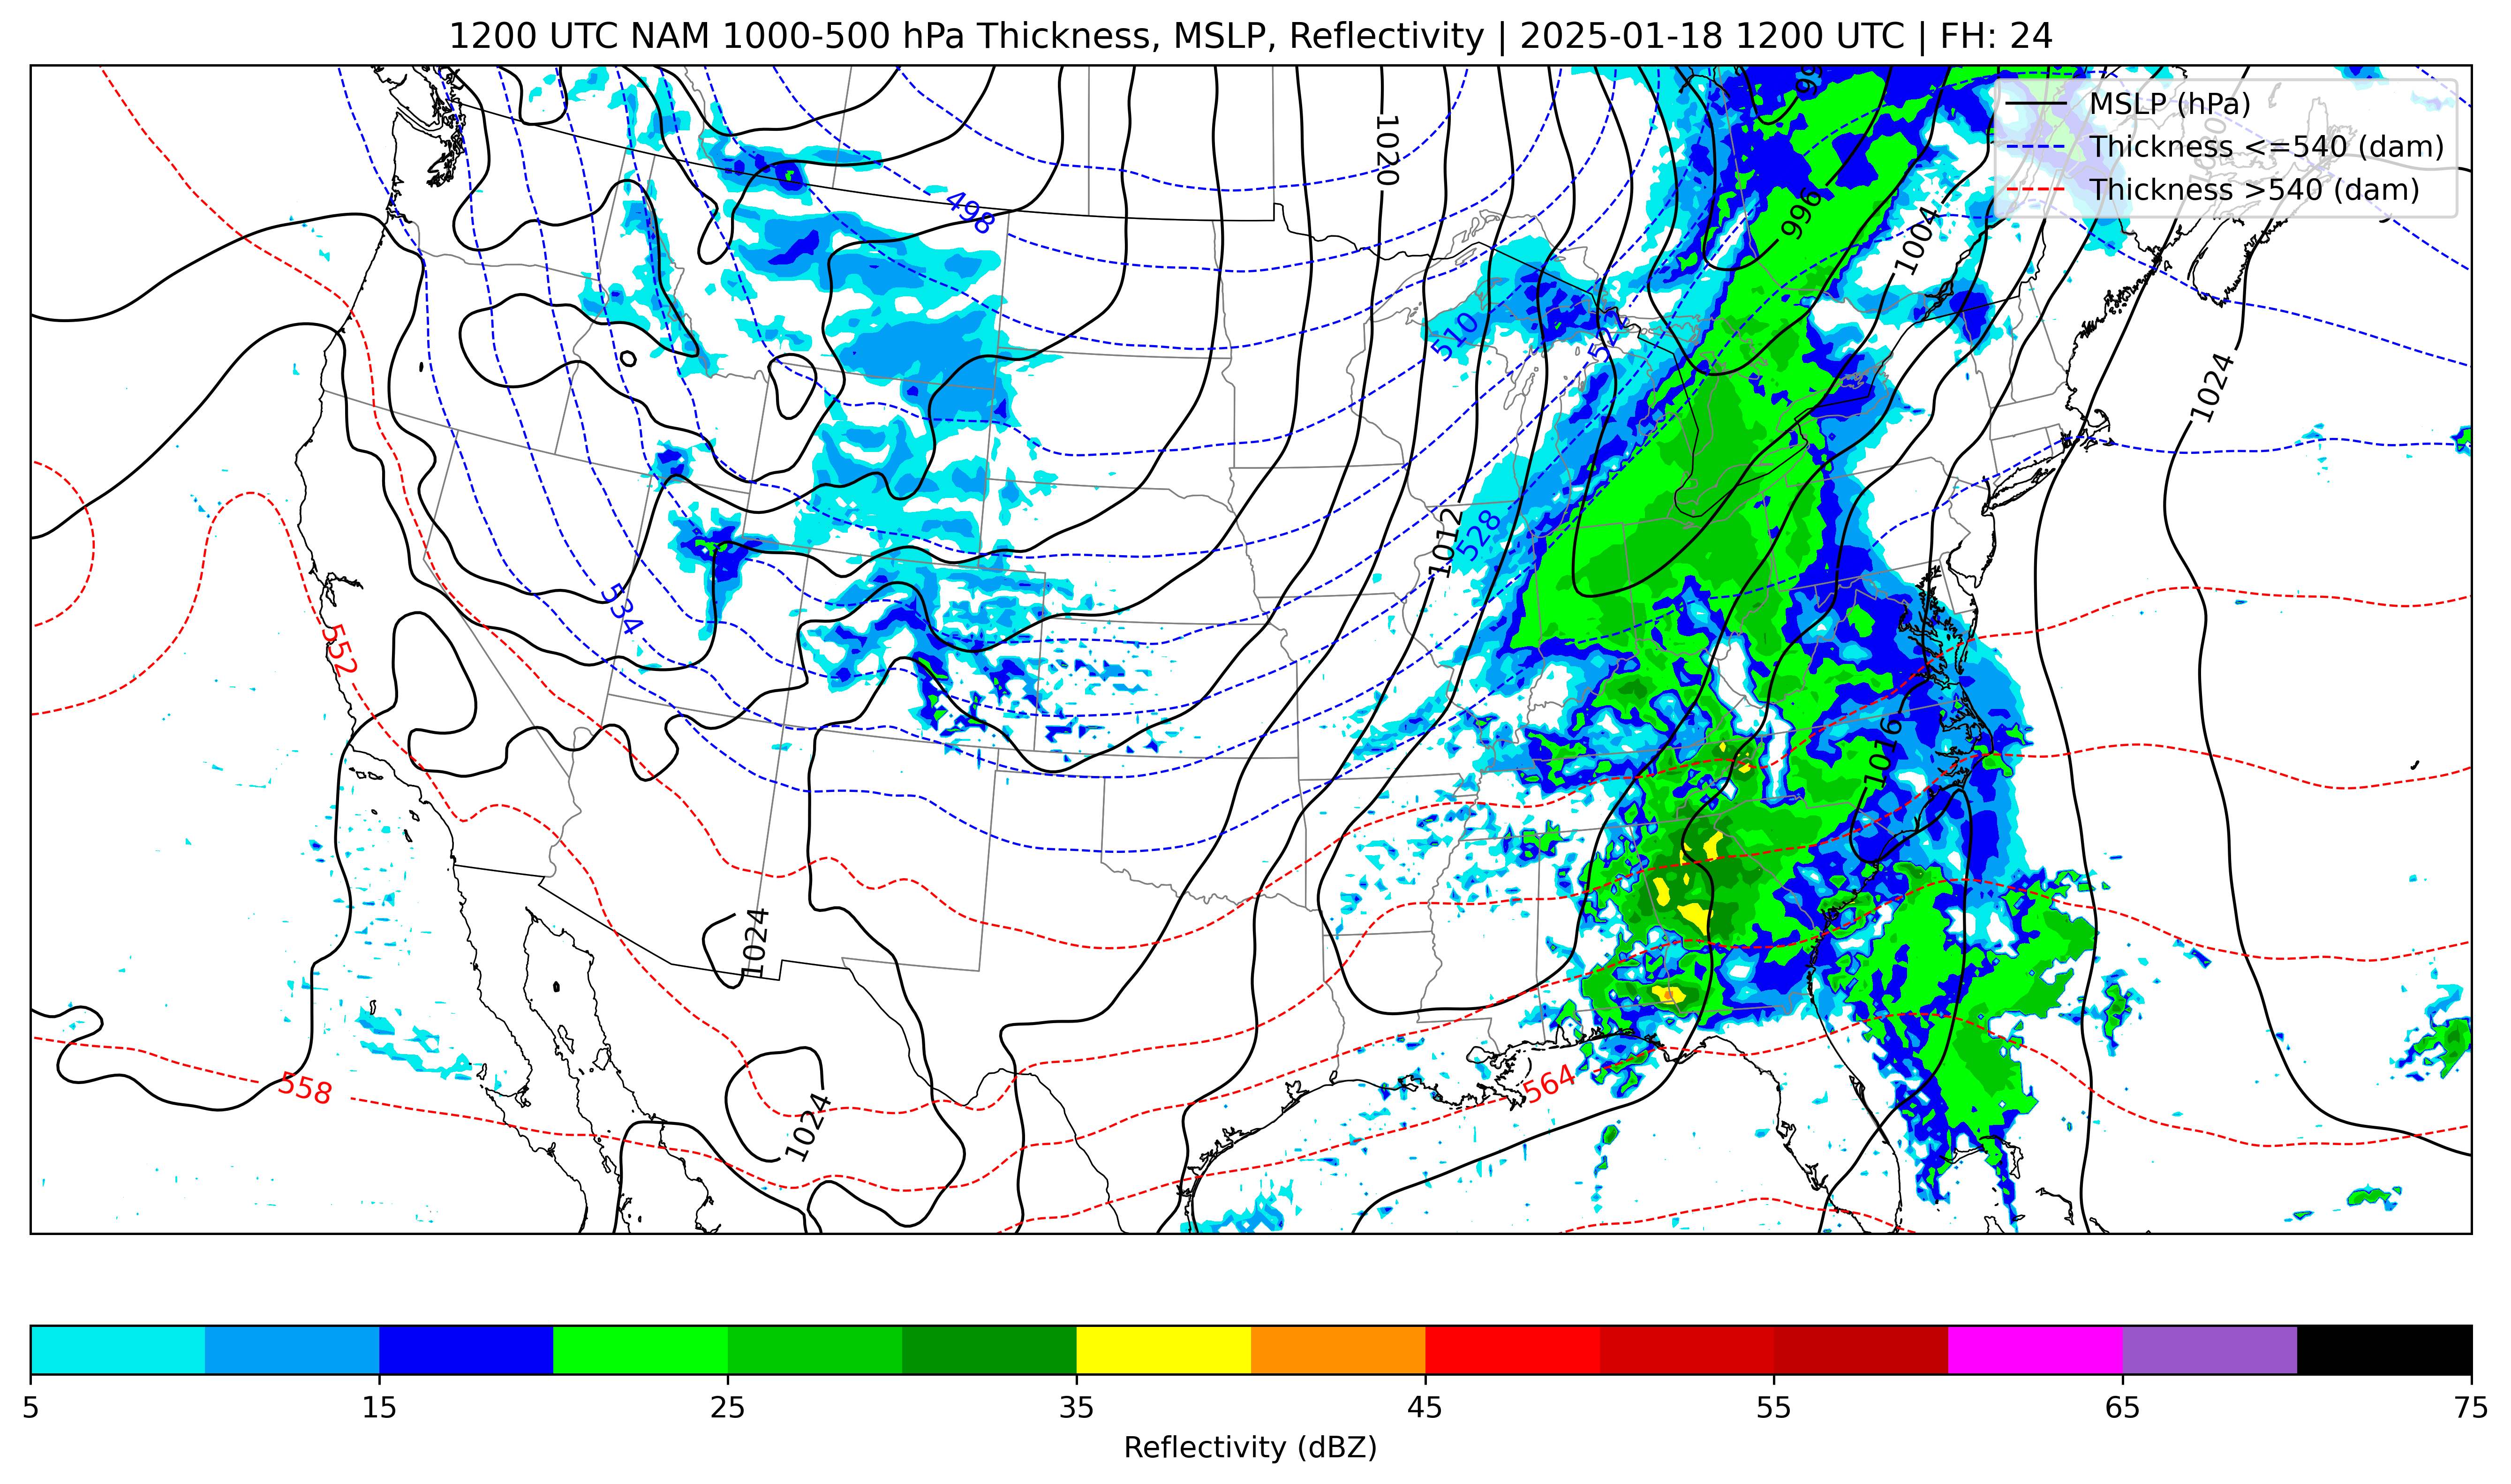 1200 UTC NAM 1000-500 hPa Thickness, MSLP, Reflectivity | 2025-01-18 1200 UTC | FH: 24
MSLP (hPa)
Thickness <=540 (dam)
Thickness >540 (dam)
1020
498
996
1004
510
1024
1012
528
534
552
1016
1024
558
1024
564
5 15 25 35 45 55 65 75
Reflectivity (dBZ)